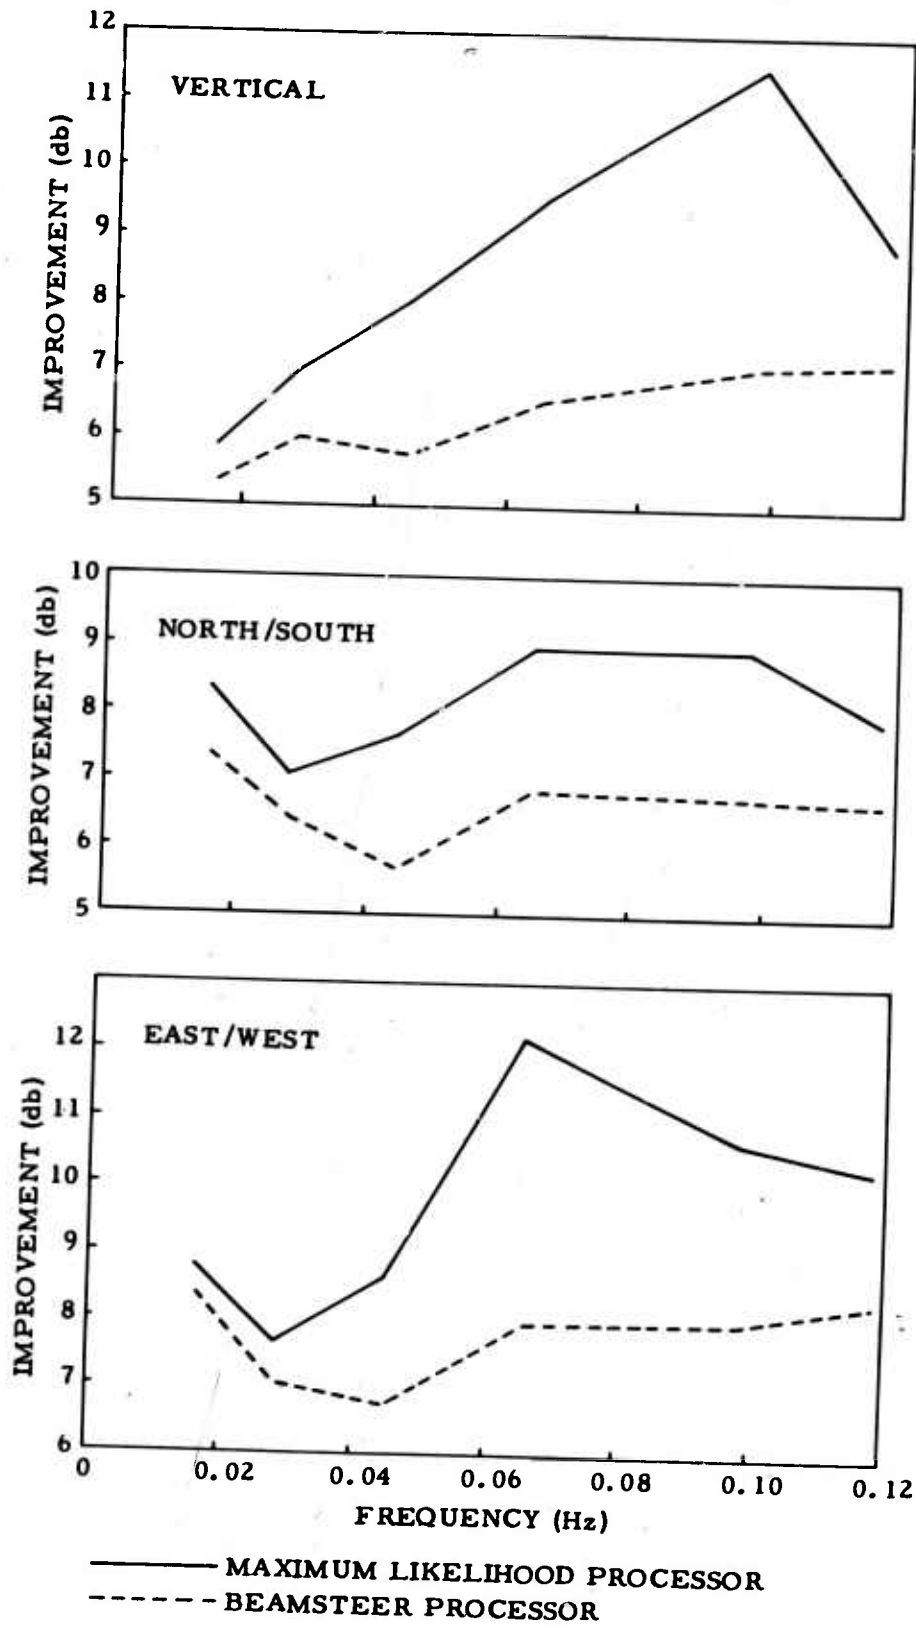 12
11
10
9
8
7
6
5
IMPROVEMENT (db)
VERTICAL
10
9
8
7
6
5
IMPROVEMENT (db)
NORTH/SOUTH
12
11
10
9
8
7
6
IMPROVEMENT (db)
EAST/WEST
0 0.02 0.04 0.06 0.08 0.10 0.12
FREQUENCY (Hz)
MAXIMUM LIKELIHOOD PROCESSOR
BEAMSTEER PROCESSOR